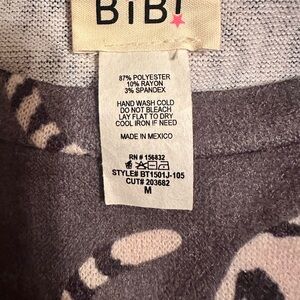 BiBi
87% POLYESTER
10% RAYON
3% SPANDEX
HAND WASH COLD
DO NOT BLEACH
LAY FLAT TO DRY
COOL IRON IF NEED
MADE IN MEXICO
RN # 156832
STYLE# BT1501J-105
CUT# 203682
M